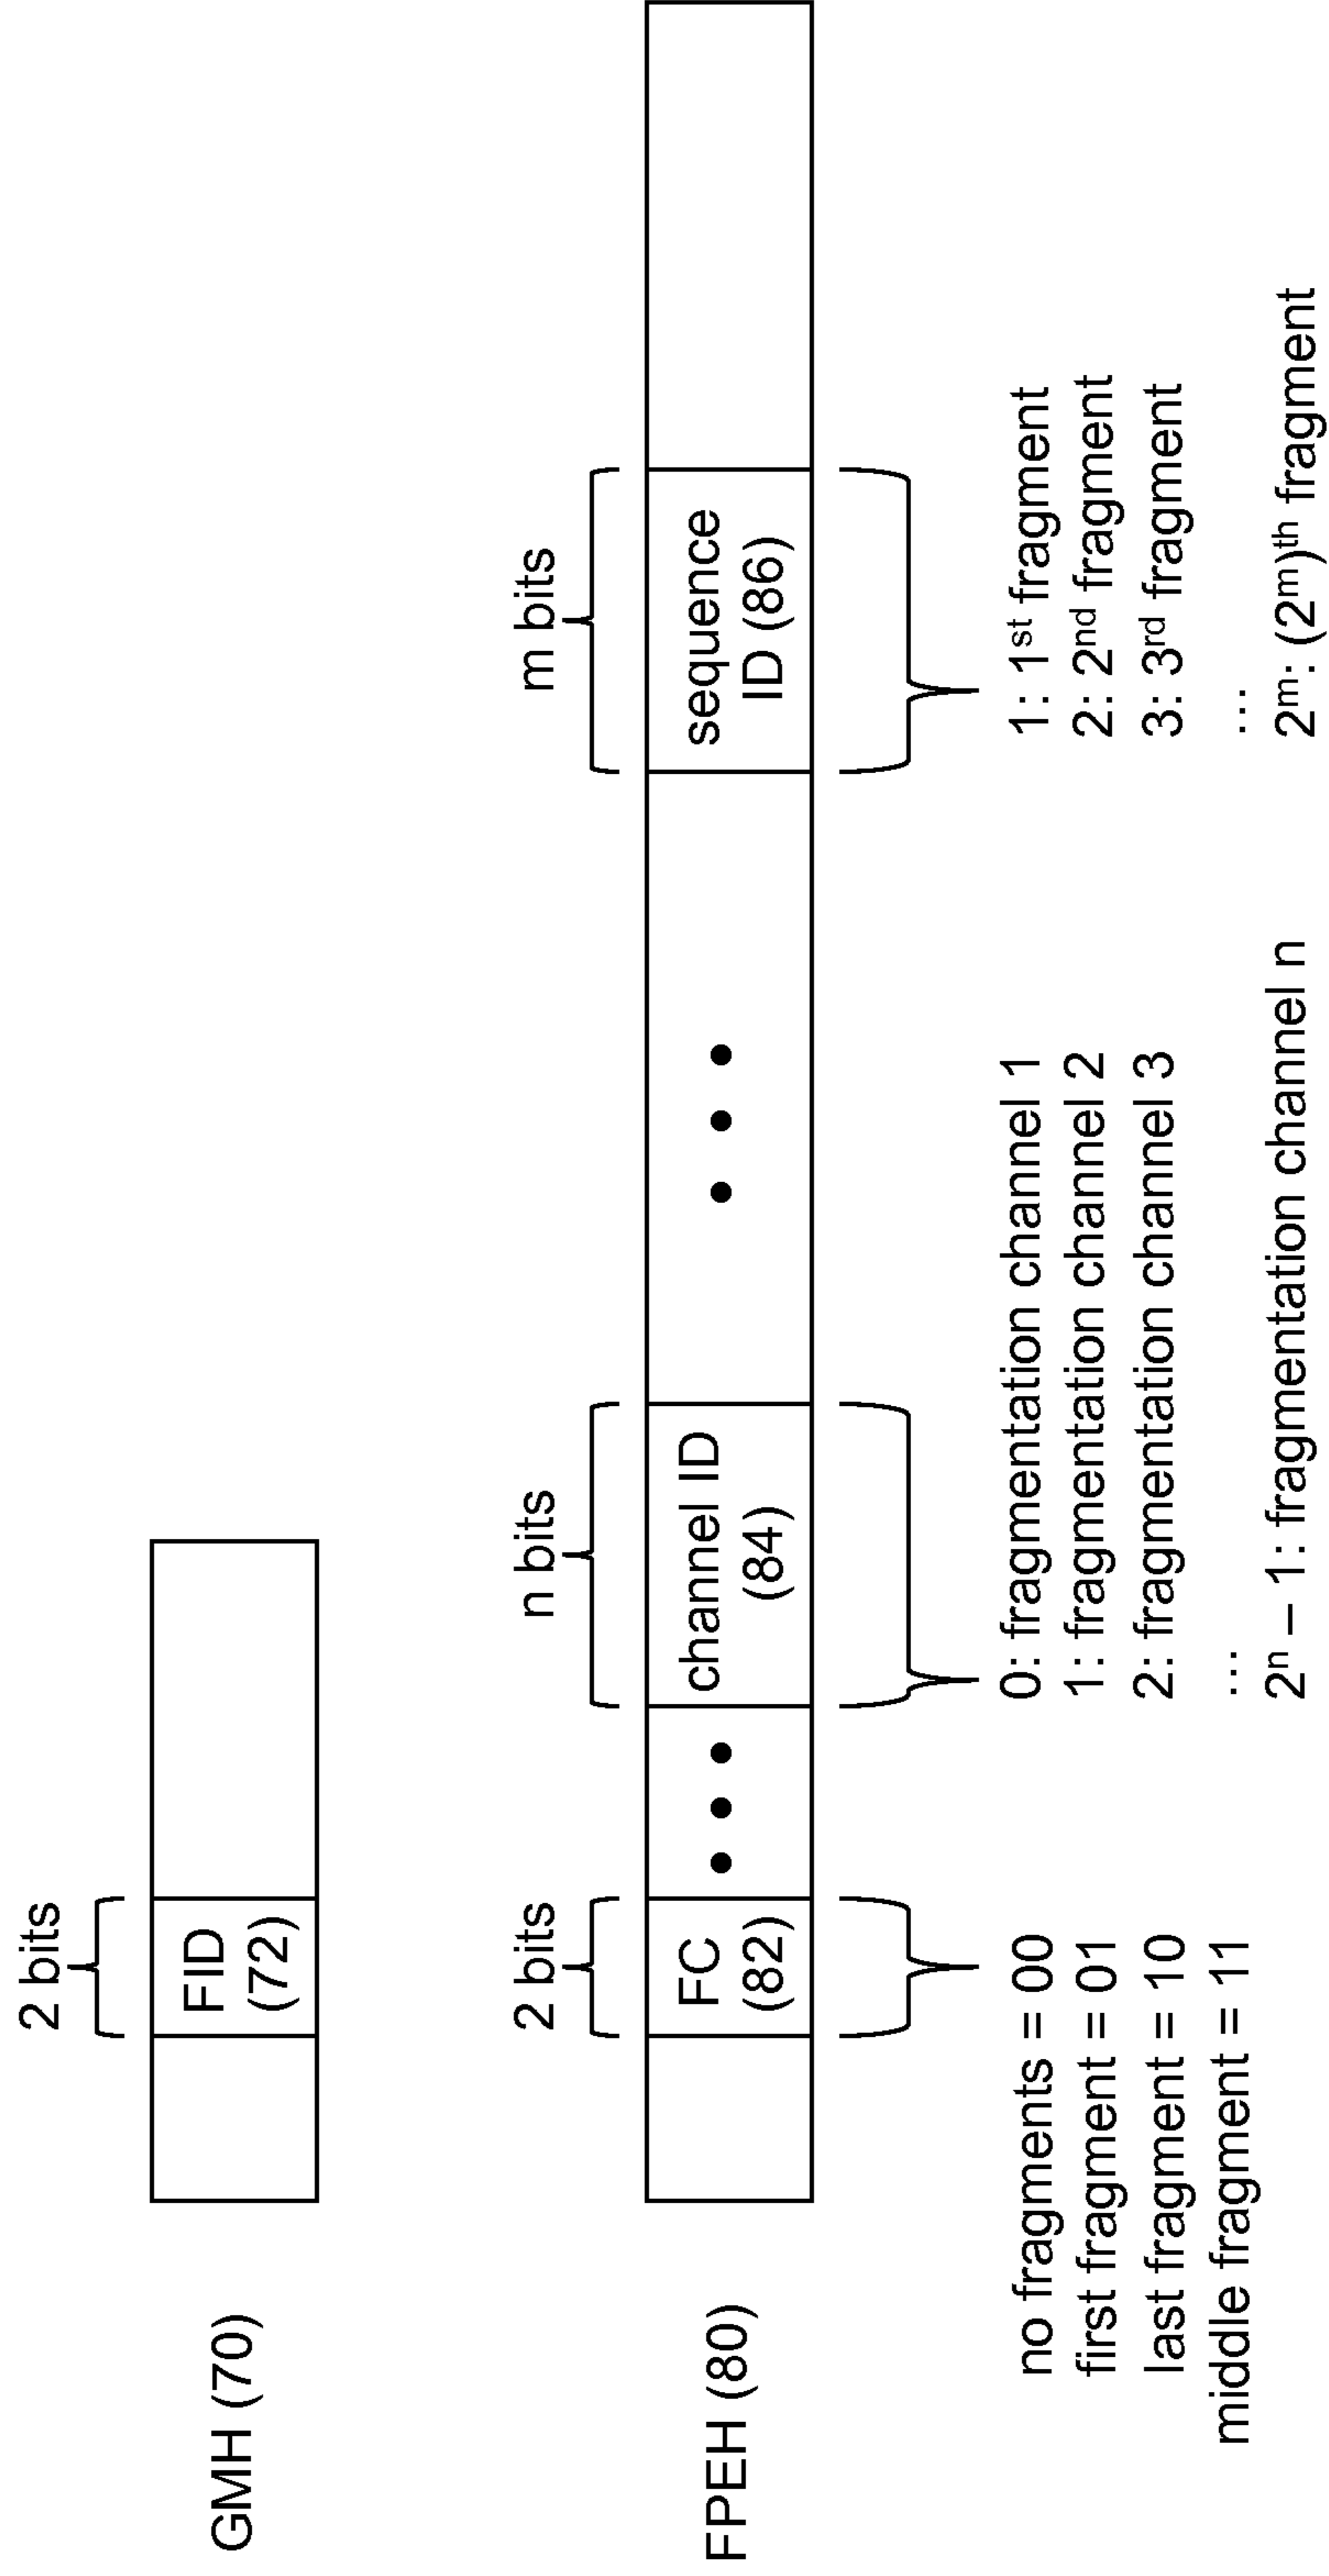 2 bits
GMH (70)
FID
(72)
2 bits
n bits
m bits
FPEH (80)
FC
(82)
• • •
channel ID
(84)
• • •
sequence
ID (86)
no fragments = 00
first fragment = 01
last fragment = 10
middle fragment = 11
0: fragmentation channel 1
1: fragmentation channel 2
2: fragmentation channel 3
...
2ⁿ – 1: fragmentation channel n
1: 1ˢᵗ fragment
2: 2ⁿᵈ fragment
3: 3ʳᵈ fragment
...
2ᵐ: (2ᵐ)ᵗʰ fragment